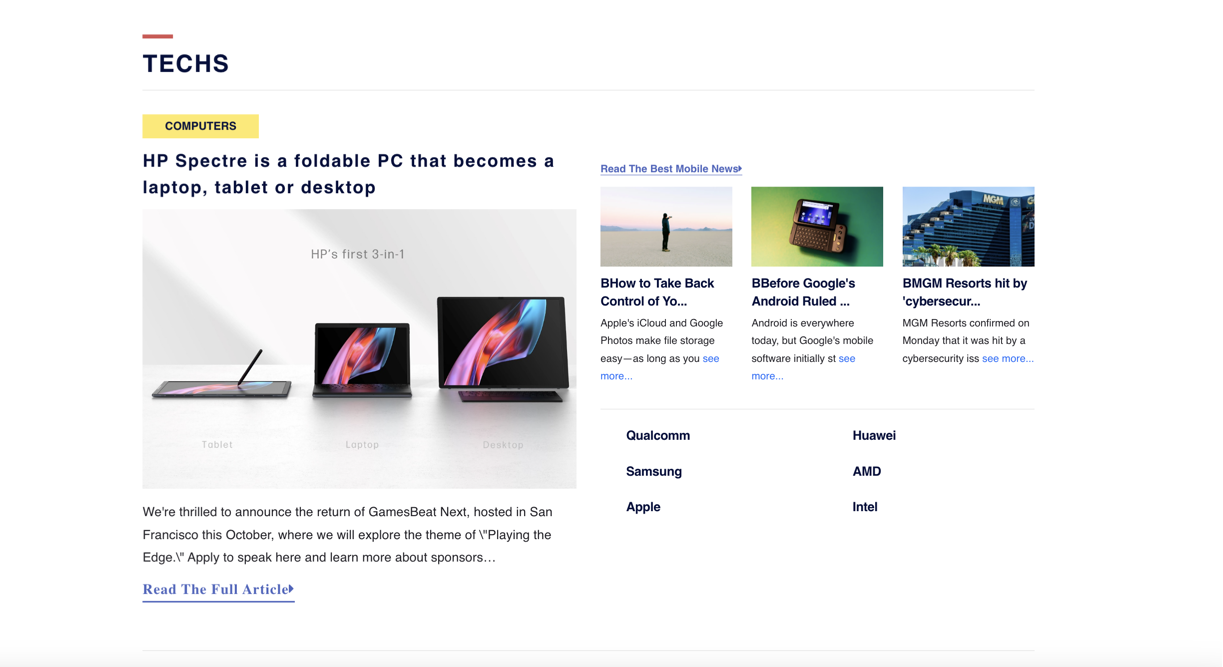 TECHS
COMPUTERS
HP Spectre is a foldable PC that becomes a
laptop, tablet or desktop
HP's first 3-in-1
Tablet
Laptop
Desktop
We're thrilled to announce the return of GamesBeat Next, hosted in San
Francisco this October, where we will explore the theme of \"Playing the
Edge.\" Apply to speak here and learn more about sponsors…
Read The Full Article
Read The Best Mobile News
MGM
BHow to Take Back
Control of Yo...
Apple's iCloud and Google
Photos make file storage
easy—as long as you see
more...
BBefore Google's
Android Ruled ...
Android is everywhere
today, but Google's mobile
software initially st see
more...
BMGM Resorts hit by
'cybersecur...
MGM Resorts confirmed on
Monday that it was hit by a
cybersecurity iss see more...
Qualcomm
Huawei
Samsung
AMD
Apple
Intel